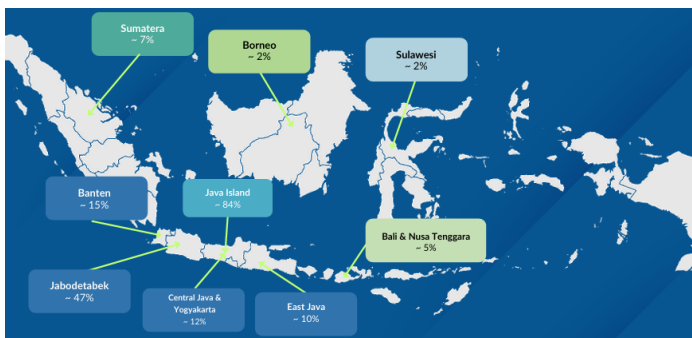 Sumatera
~ 7%
Borneo
~ 2%
Sulawesi
~ 2%
Banten
~ 15%
Java Island
~ 84%
Bali & Nusa Tenggara
~ 5%
Jabodetabek
~ 47%
Central Java &
Yogyakarta
~ 12%
East Java
~ 10%